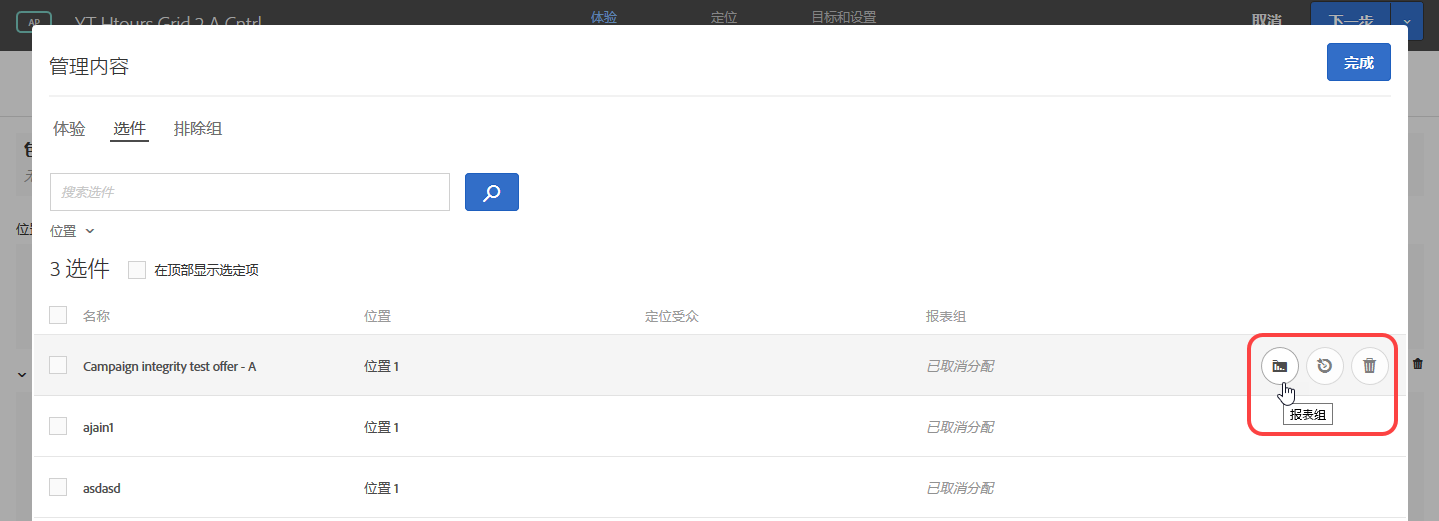 AP YT Htours Grid 2 A Cntrl 体验 定位 目标和设置 取消 下一步
管理内容 完成
体验 选件 排除组
搜索选件
位置
3 选件 在顶部显示选定项
名称 位置 定位受众 报表组
Campaign integrity test offer - A 位置 1 已取消分配
报表组
ajain1 位置 1 已取消分配
asdasd 位置 1 已取消分配